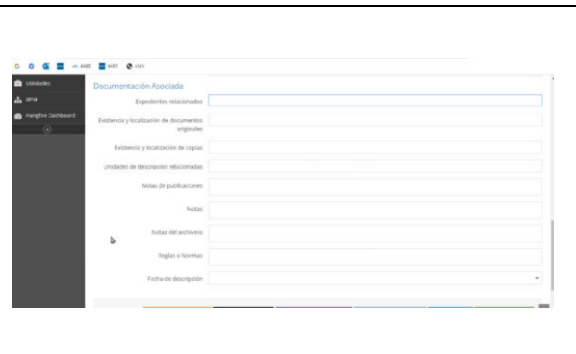 Utilidades
BPM
Hangfire Dashboard
Documentación Asociada
Expedientes relacionados
Existencia y localización de documentos
originales
Existencia y localización de copias
Unidades de descripción relacionadas
Notas de publicaciones
Notas
Notas del archivero
Reglas o Normas
Fecha de descripción